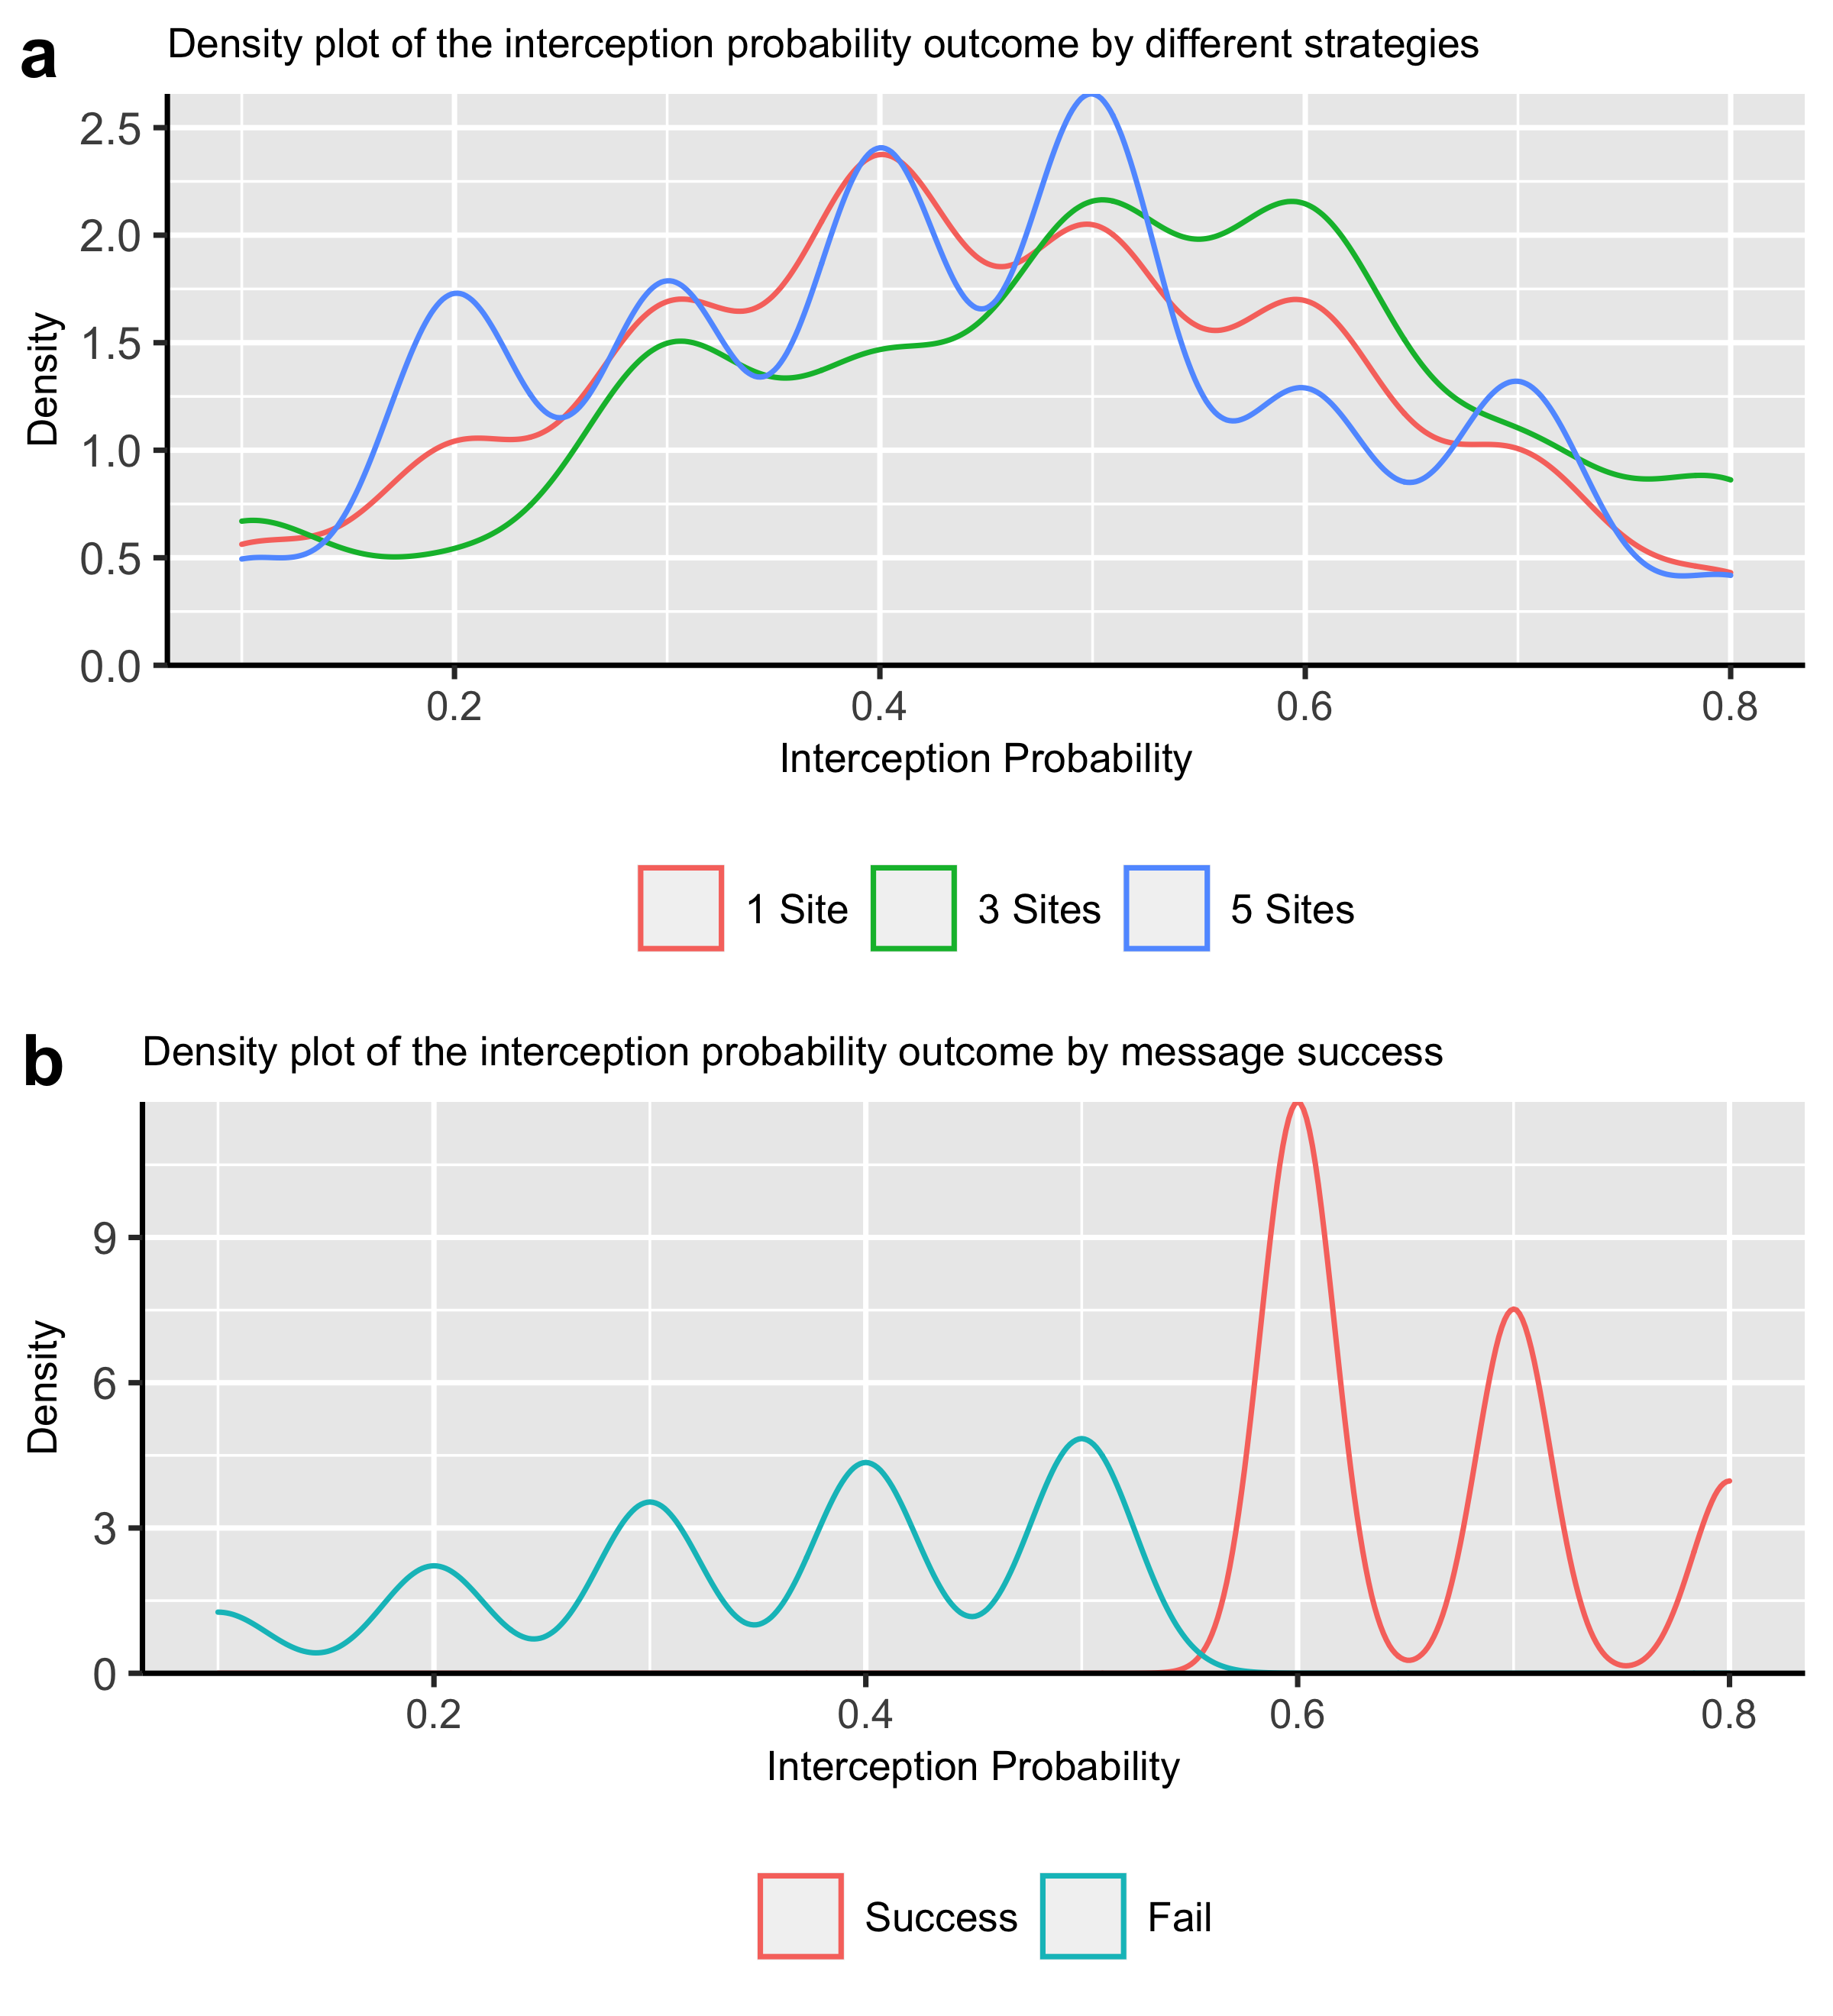 a
Density plot of the interception probability outcome by different strategies
2.5
2.0
1.5
1.0
0.5
0.0
Density
0.2 0.4 0.6 0.8
Interception Probability
1 Site 3 Sites 5 Sites
b
Density plot of the interception probability outcome by message success
9
6
3
0
Density
0.2 0.4 0.6 0.8
Interception Probability
Success Fail